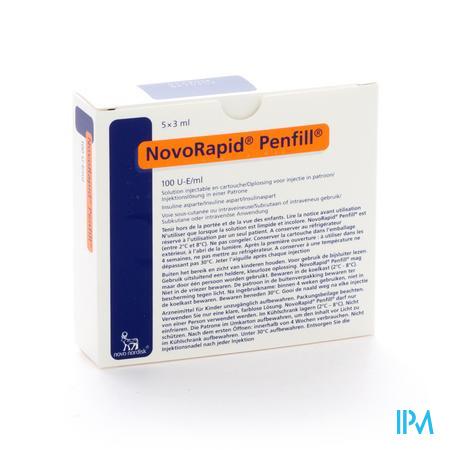 5 x 3 ml
NovoRapid® Penfill®
100 U-E/ml
Solution injectable en cartouche/Oplossing voor injectie in patroon/
Injektionslösung in einer Patrone
Insuline asparte/Insuline aspart/Insulinaspart
Voie sous-cutanée ou intraveineuse/Subcutaan of intraveneus gebruik/
Subkutane oder intravenöse Anwendung
Tenir hors de la portée et de la vue des enfants. Lire la notice avant utilisation
N'utiliser que lorsque la solution est limpide et incolore. NovoRapid® Penfill® est
réservé à l'utilisation par un seul patient. A conserver au réfrigérateur
(entre 2°C et 8°C). Ne pas congeler. Conserver la cartouche dans l'emballage
extérieur, à l'abri de la lumière. Après la première ouverture : à utiliser dans les
4 semaines, ne pas mettre au réfrigérateur. A conserver à une température ne
dépassant pas 30°C. Jeter l'aiguille après chaque injection
Buiten het bereik en zicht van kinderen houden. Voor gebruik de bijsluiter lezen
Gebruik uitsluitend een heldere, kleurloze oplossing. NovoRapid® Penfill® mag
maar door één persoon worden gebruikt. Bewaren in de koelkast (2°C - 8°C).
Niet in de vriezer bewaren. De patroon in de buitenverpakking bewaren ter
bescherming tegen licht. Na ingebruikname: binnen 4 weken gebruiken, niet in
de koelkast bewaren. Bewaren beneden 30°C. Gooi de naald weg na elke injectie
Arzneimittel für Kinder unzugänglich aufbewahren. Packungsbeilage beachten.
Verwenden Sie nur eine klare, farblose Lösung. NovoRapid® Penfill® darf nur
von einer Person verwendet werden. Im Kühlschrank lagern (2°C - 8°C). Nicht
einfrieren. Die Patrone im Umkarton aufbewahren, um den Inhalt vor Licht zu
schützen. Nach dem ersten Öffnen: innerhalb von 4 Wochen verbrauchen. Nicht
im Kühlschrank aufbewahren. Unter 30°C aufbewahren. Entsorgen Sie die
Injektionsnadel nach jeder Injektion
novo nordisk®
100 U-E/ml
NovoRapid® Penfill®
IPM